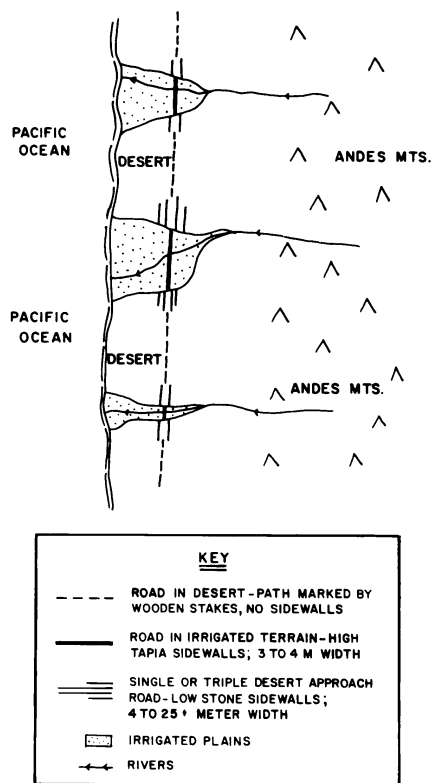 PACIFIC
OCEAN
DESERT
ANDES MTS.
PACIFIC
OCEAN
DESERT
ANDES MTS.
KEY
ROAD IN DESERT-PATH MARKED BY
WOODEN STAKES, NO SIDEWALLS
ROAD IN IRRIGATED TERRAIN-HIGH
TAPIA SIDEWALLS; 3 TO 4 M WIDTH
SINGLE OR TRIPLE DESERT APPROACH
ROAD-LOW STONE SIDEWALLS;
4 TO 25+ METER WIDTH
IRRIGATED PLAINS
RIVERS